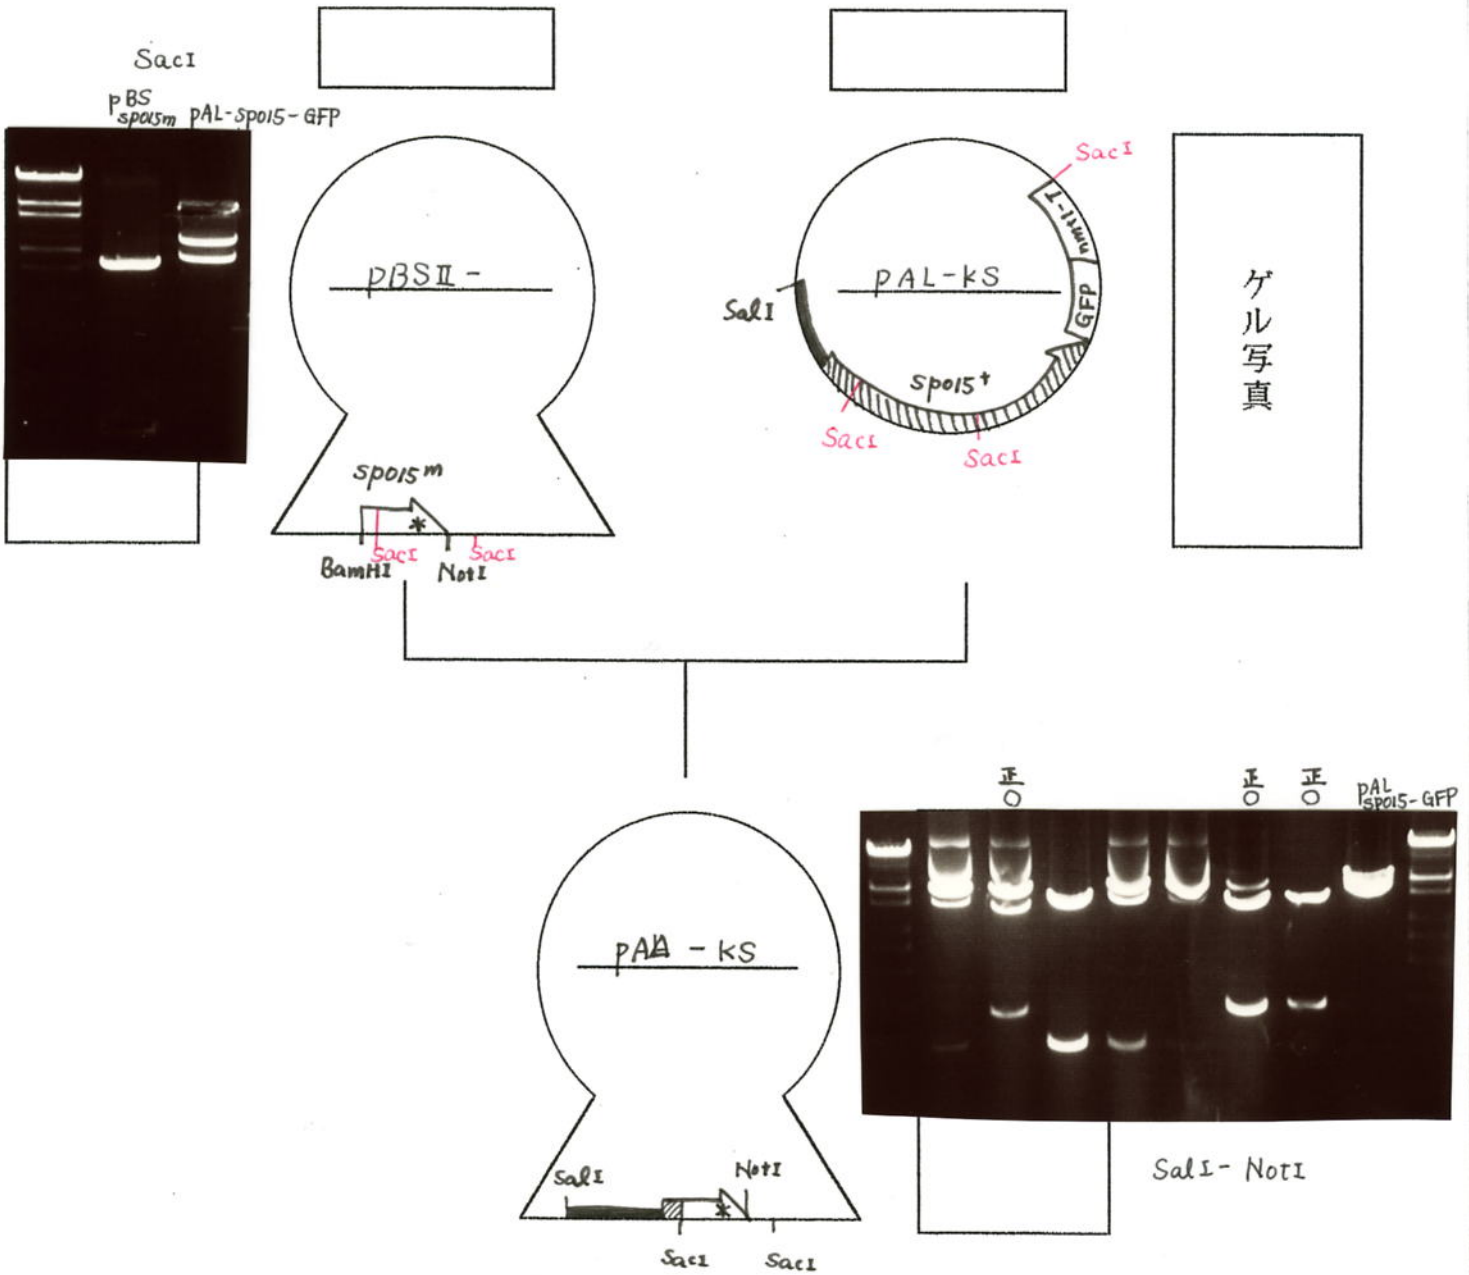 SacI
pBS
spo15m
pAL-spo15-GFP
pBSII-
spo15m
*
SacI
SacI
BamHI
NotI
SacI
nmt1-T
GFP
pAL-KS
SalI
spo15+
SacI
SacI
ゲル写真
正
○
正
○
正
○
pAL
spo15-GFP
SalI-NotI
- KS
SalI
NotI
*
SacI
SacI